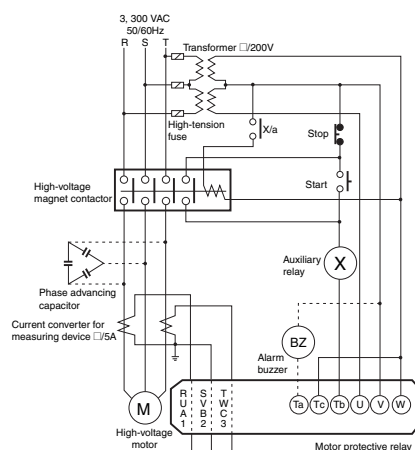 3, 300 VAC
50/60Hz
R S T
Transformer □/200V
High-tension
fuse
X/a
Stop
Start
High-voltage
magnet contactor
Auxiliary
relay
X
Phase advancing
capacitor
Current converter for
measuring device □/5A
BZ
Alarm
buzzer
R S T
U V W
A B C
1 2 3
Ta Tc Tb U V W
M
High-voltage
motor
Motor protective relay